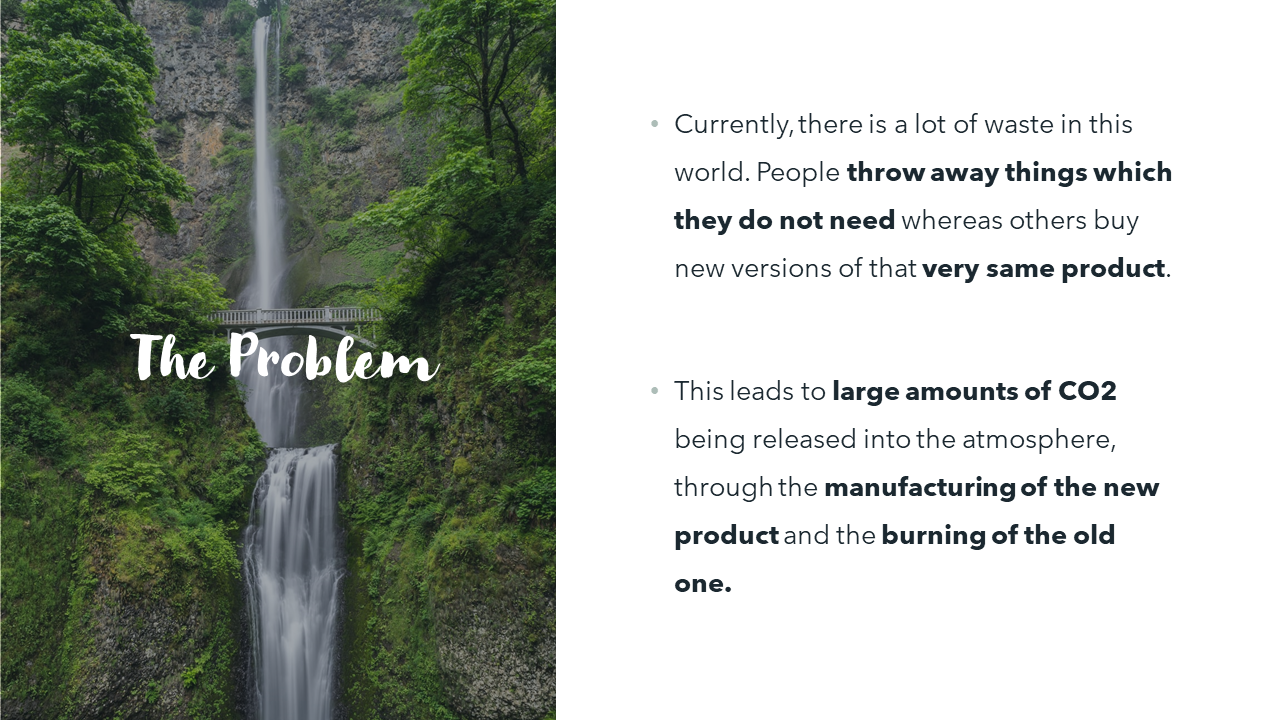 The Problem
• Currently, there is a lot of waste in this
world. People throw away things which
they do not need whereas others buy
new versions of that very same product.
• This leads to large amounts of CO2
being released into the atmosphere,
through the manufacturing of the new
product and the burning of the old
one.